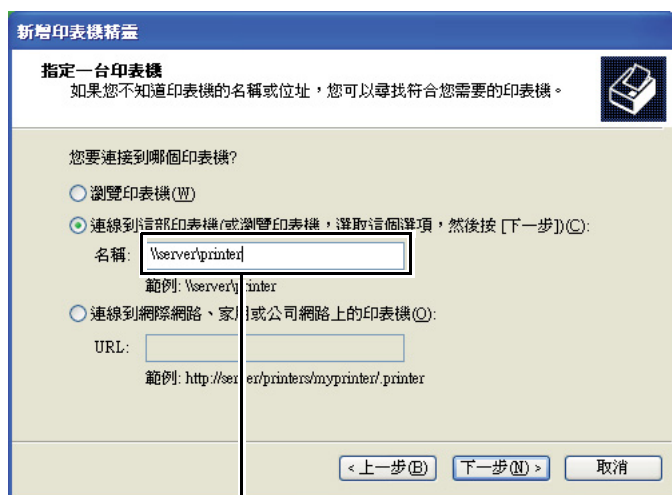 新增印表機精靈
指定一台印表機
如果您不知道印表機的名稱或位址，您可以尋找符合您需要的印表機。
您要連接到哪個印表機?
瀏覽印表機(W)
連線到這部印表機(或瀏覽印表機，選取這個選項，然後按 [下一步])(C):
名稱: \\server\printer
範例: \\server\printer
連線到網際網路、家用或公司網路上的印表機(O):
URL:
範例: http://server/printers/myprinter/.printer
<上一步(B) 下一步(N)> 取消